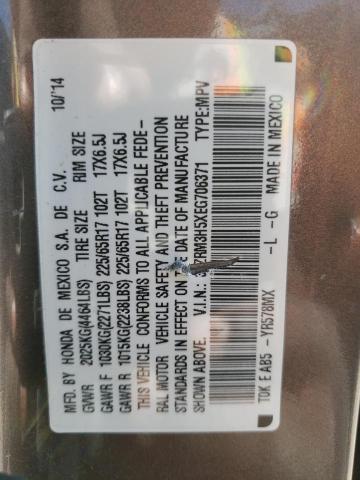 MFD. BY HONDA DE MEXICO S.A. DE C.V. 10/'14
GVWR 2025KG(4464LBS) TIRE SIZE RIM SIZE
GAWR F 1030KG(2271LBS) 225/65R17 102T 17X6.5J
GAWR R 1015KG(2238LBS) 225/65R17 102T 17X6.5J
THIS VEHICLE CONFORMS TO ALL APPLICABLE FEDE-
RAL MOTOR VEHICLE SAFETY AND THEFT PREVENTION
STANDARDS IN EFFECT ON THE DATE OF MANUFACTURE
SHOWN ABOVE. V.I.N.: TYPE:MPV
TDK E AB5 - YR578MX -L -G MADE IN MEXICO